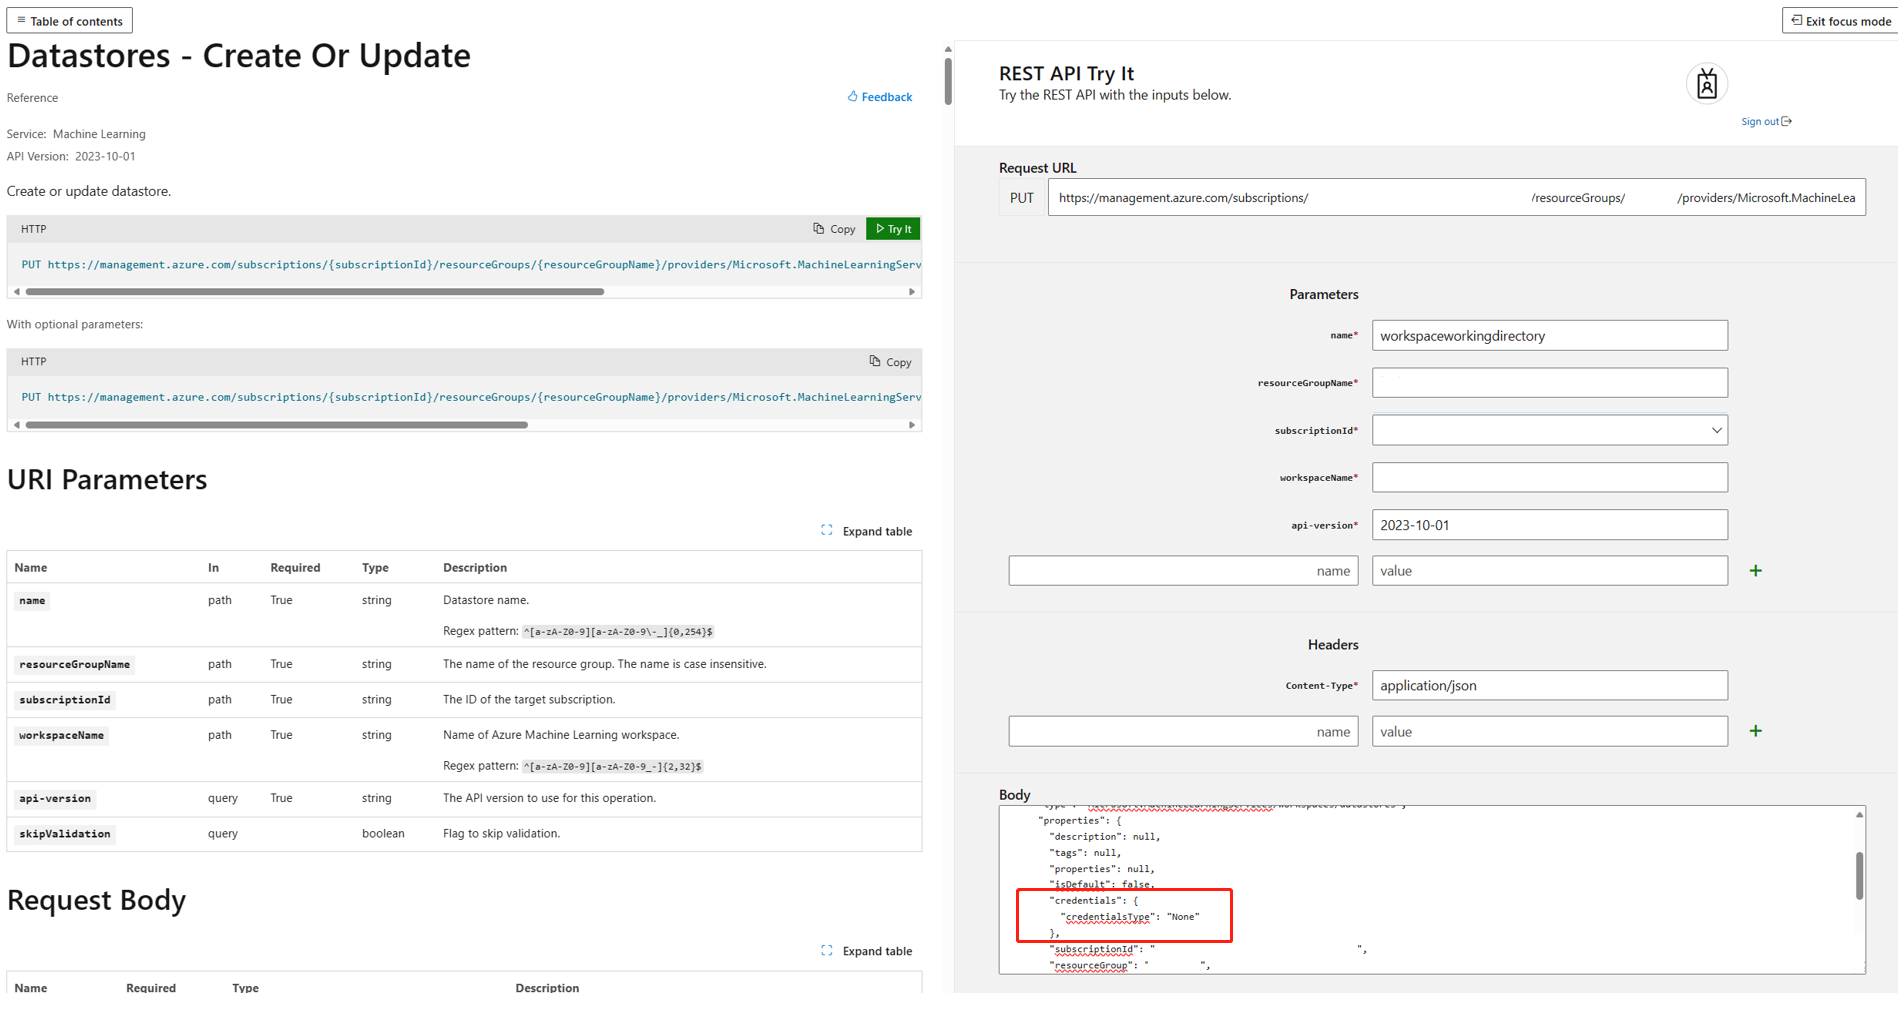 Table of contents
Exit focus mode
Datastores - Create Or Update
Reference
Feedback
Service: Machine Learning
API Version: 2023-10-01
Create or update datastore.
HTTP
Copy
Try It
PUT https://management.azure.com/subscriptions/{subscriptionId}/resourceGroups/{resourceGroupName}/providers/Microsoft.MachineLearningServ
With optional parameters:
HTTP
Copy
PUT https://management.azure.com/subscriptions/{subscriptionId}/resourceGroups/{resourceGroupName}/providers/Microsoft.MachineLearningServ
URI Parameters
Expand table
Name In Required Type Description
name path True string Datastore name.
Regex pattern: ^[a-zA-Z0-9][a-zA-Z0-9\-_]{0,254}$
resourceGroupName path True string The name of the resource group. The name is case insensitive.
subscriptionId path True string The ID of the target subscription.
workspaceName path True string Name of Azure Machine Learning workspace.
Regex pattern: ^[a-zA-Z0-9][a-zA-Z0-9_-]{2,32}$
api-version query True string The API version to use for this operation.
skipValidation query boolean Flag to skip validation.
Request Body
Expand table
Name Required Type Description
REST API Try It
Try the REST API with the inputs below.
Sign out
Request URL
PUT https://management.azure.com/subscriptions/ /resourceGroups/ /providers/Microsoft.MachineLea
Parameters
name* workspaceworkingdirectory
resourceGroupName*
subscriptionId*
workspaceName*
api-version* 2023-10-01
name value +
Headers
Content-Type* application/json
name value +
Body
"type": "Microsoft.MachineLearningServices/workspaces/datastores",
"properties": {
"description": null,
"tags": null,
"properties": null,
"isDefault": false,
"credentials": {
"credentialsType": "None"
},
"subscriptionId": " ",
"resourceGroup": " ",